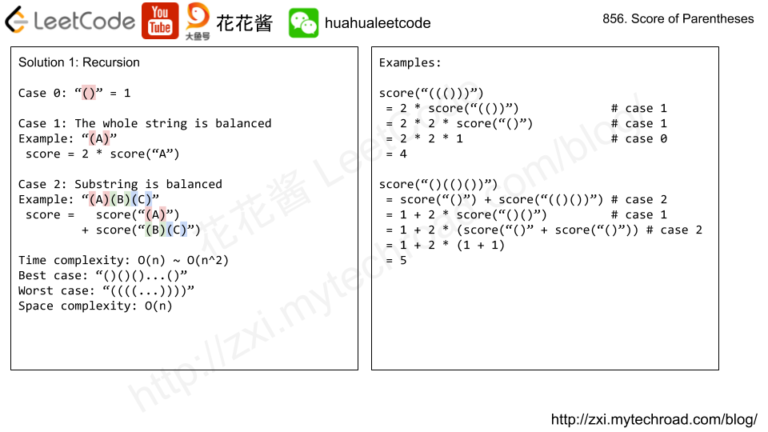 LeetCode You Tube 大鱼号 花花酱 huahualeetcode 856. Score of Parentheses
Solution 1: Recursion
Case 0: “()” = 1
Case 1: The whole string is balanced
Example: “(A)”
score = 2 * score(“A”)
Case 2: Substring is balanced
Example: “(A)(B)(C)”
score = score(“(A)”)
+ score(“(B)(C)”)
Time complexity: O(n) ~ O(n^2)
Best case: “()()()...()”
Worst case: “((((...))))”
Space complexity: O(n)
Examples:
score(“((()))”)
= 2 * score(“(())”) # case 1
= 2 * 2 * score(“()”) # case 1
= 2 * 2 * 1 # case 0
= 4
score(“()(()())”)
= score(“()”) + score(“(()())”) # case 2
= 1 + 2 * score(“()()”) # case 1
= 1 + 2 * (score(“()” + score(“()”)) # case 2
= 1 + 2 * (1 + 1)
= 5
花花酱 LeetCode
http://zxi.mytechroad.com/blog/
http://zxi.mytechroad.com/blog/